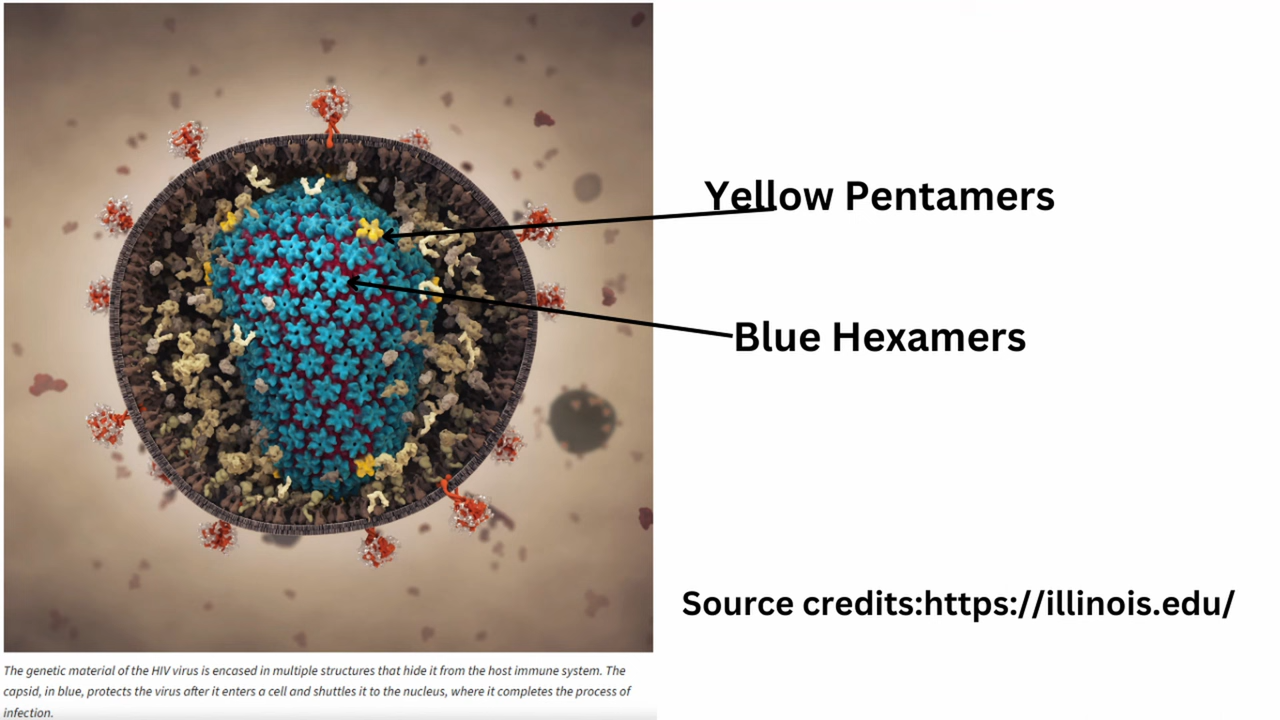 Yellow Pentamers
Blue Hexamers
Source credits:https://illinois.edu/
The genetic material of the HIV virus is encased in multiple structures that hide it from the host immune system. The
capsid, in blue, protects the virus after it enters a cell and shuttles it to the nucleus, where it completes the process of
infection.